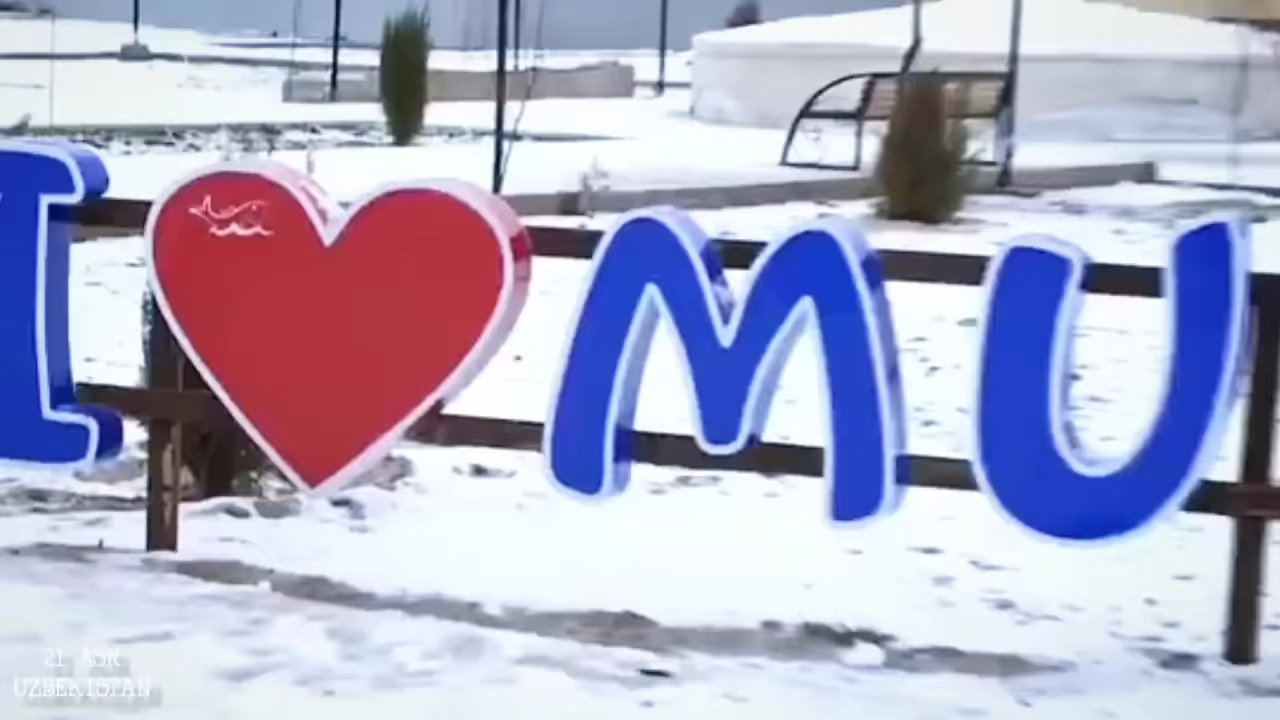 I ❤ MU
21 ASR
UZBEKISTAN